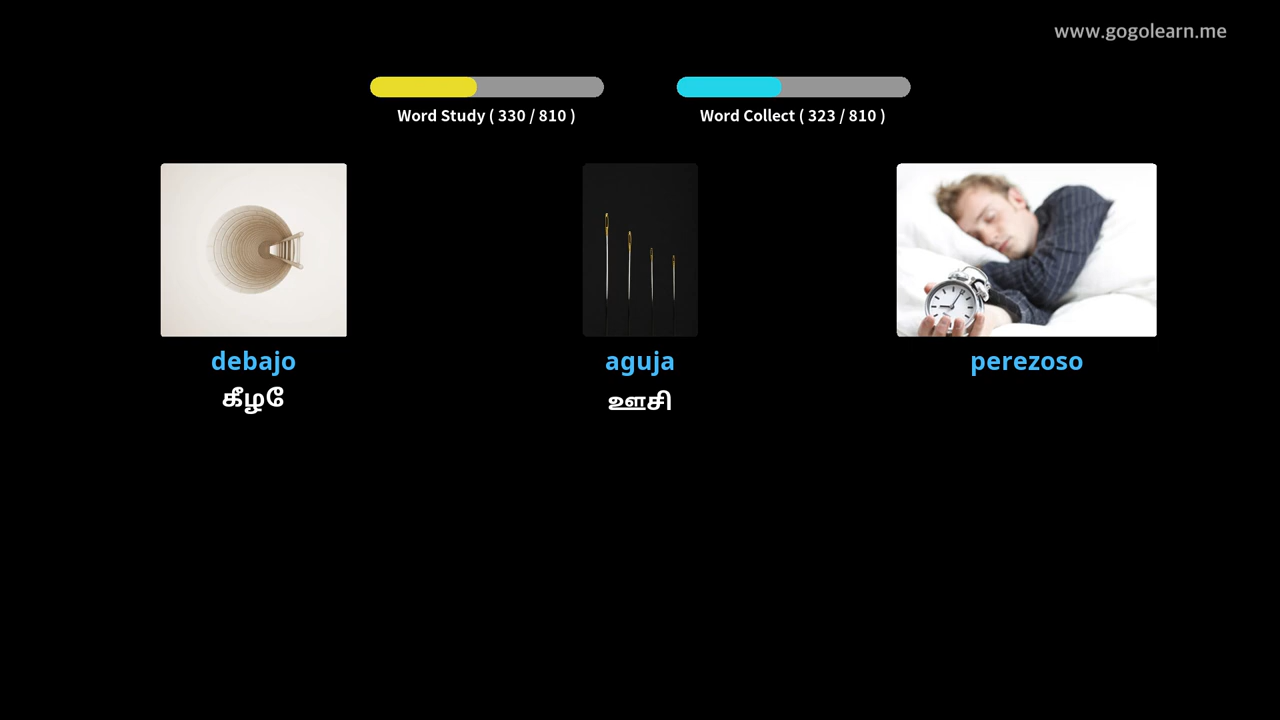 www.gogolearn.me
Word Study ( 330 / 810 )
Word Collect ( 323 / 810 )
debajo
aguja
perezoso
கீழே
ஊசி